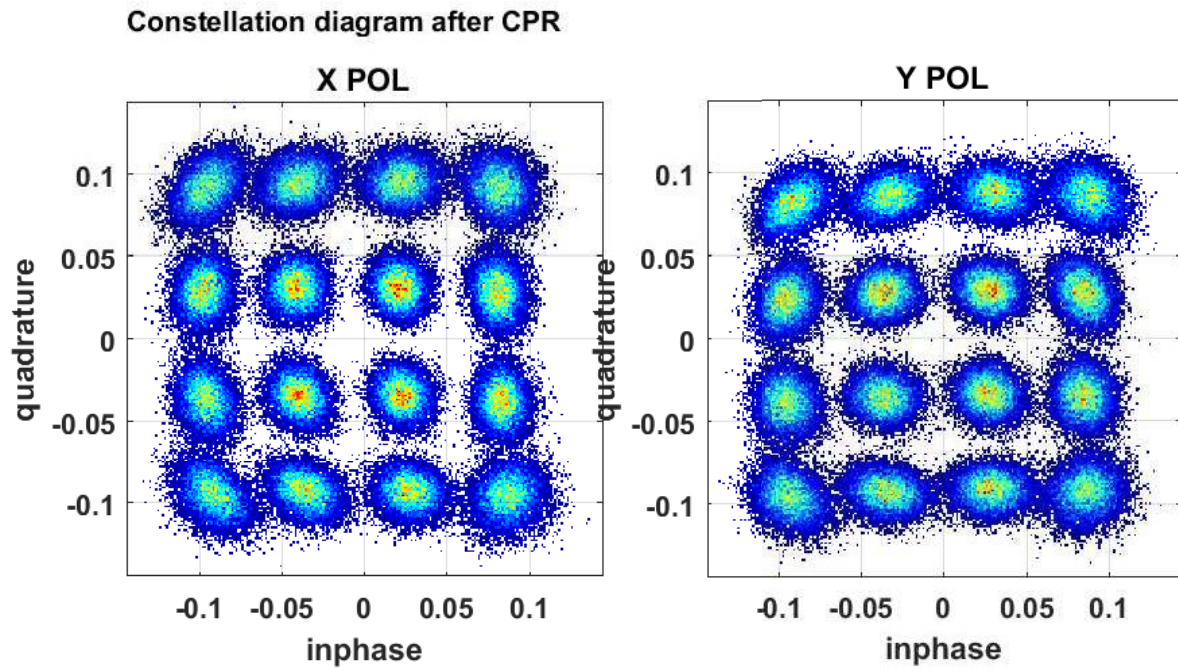 Constellation diagram after CPR
X POL
Y POL
0.1
0.05
0
-0.05
-0.1
quadrature
-0.1 -0.05 0 0.05 0.1
inphase
0.1
0.05
0
-0.05
-0.1
quadrature
-0.1 -0.05 0 0.05 0.1
inphase